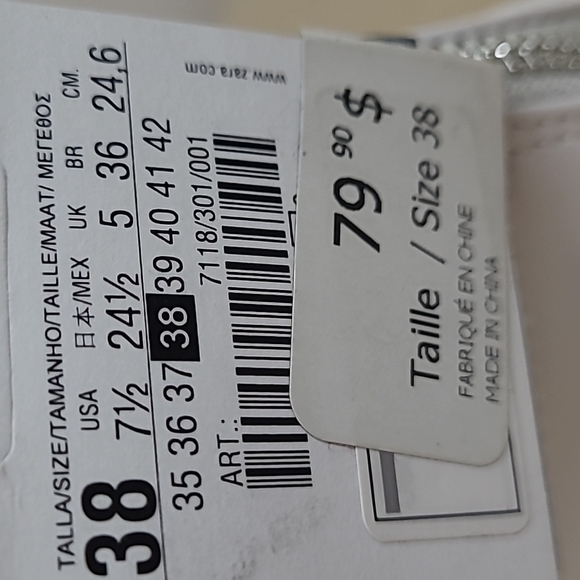 TALLA/SIZE/TAMANHO/TAILLE/MAAT/ ΜΕΓΕΘΟΣ
38
USA 日本/MEX UK BR CM.
7½ 24½ 5 36 24,6
35 36 37 38 39 40 41 42
ART.: 7118/301/001
www.zara.com
79 90 $
Taille / Size 38
FABRIQUÉ EN CHINE
MADE IN CHINA